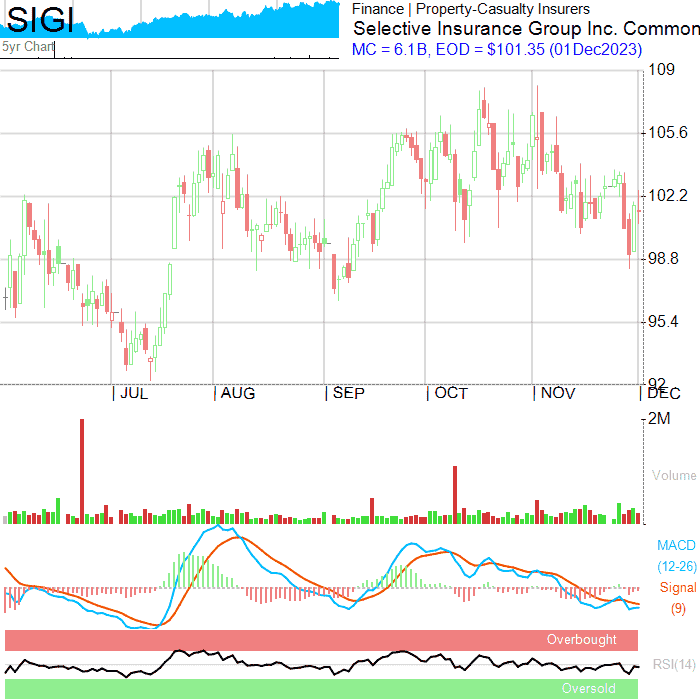 SIGI
Finance | Property-Casualty Insurers
Selective Insurance Group Inc. Common
5yr Chart
MC = 6.1B, EOD = $101.35 (01Dec2023)
109
105.6
102.2
98.8
95.4
92
| JUL | AUG | SEP | OCT | NOV | DEC
2M
Volume
MACD
(12-26)
Signal
(9)
Overbought
RSI(14)
Oversold